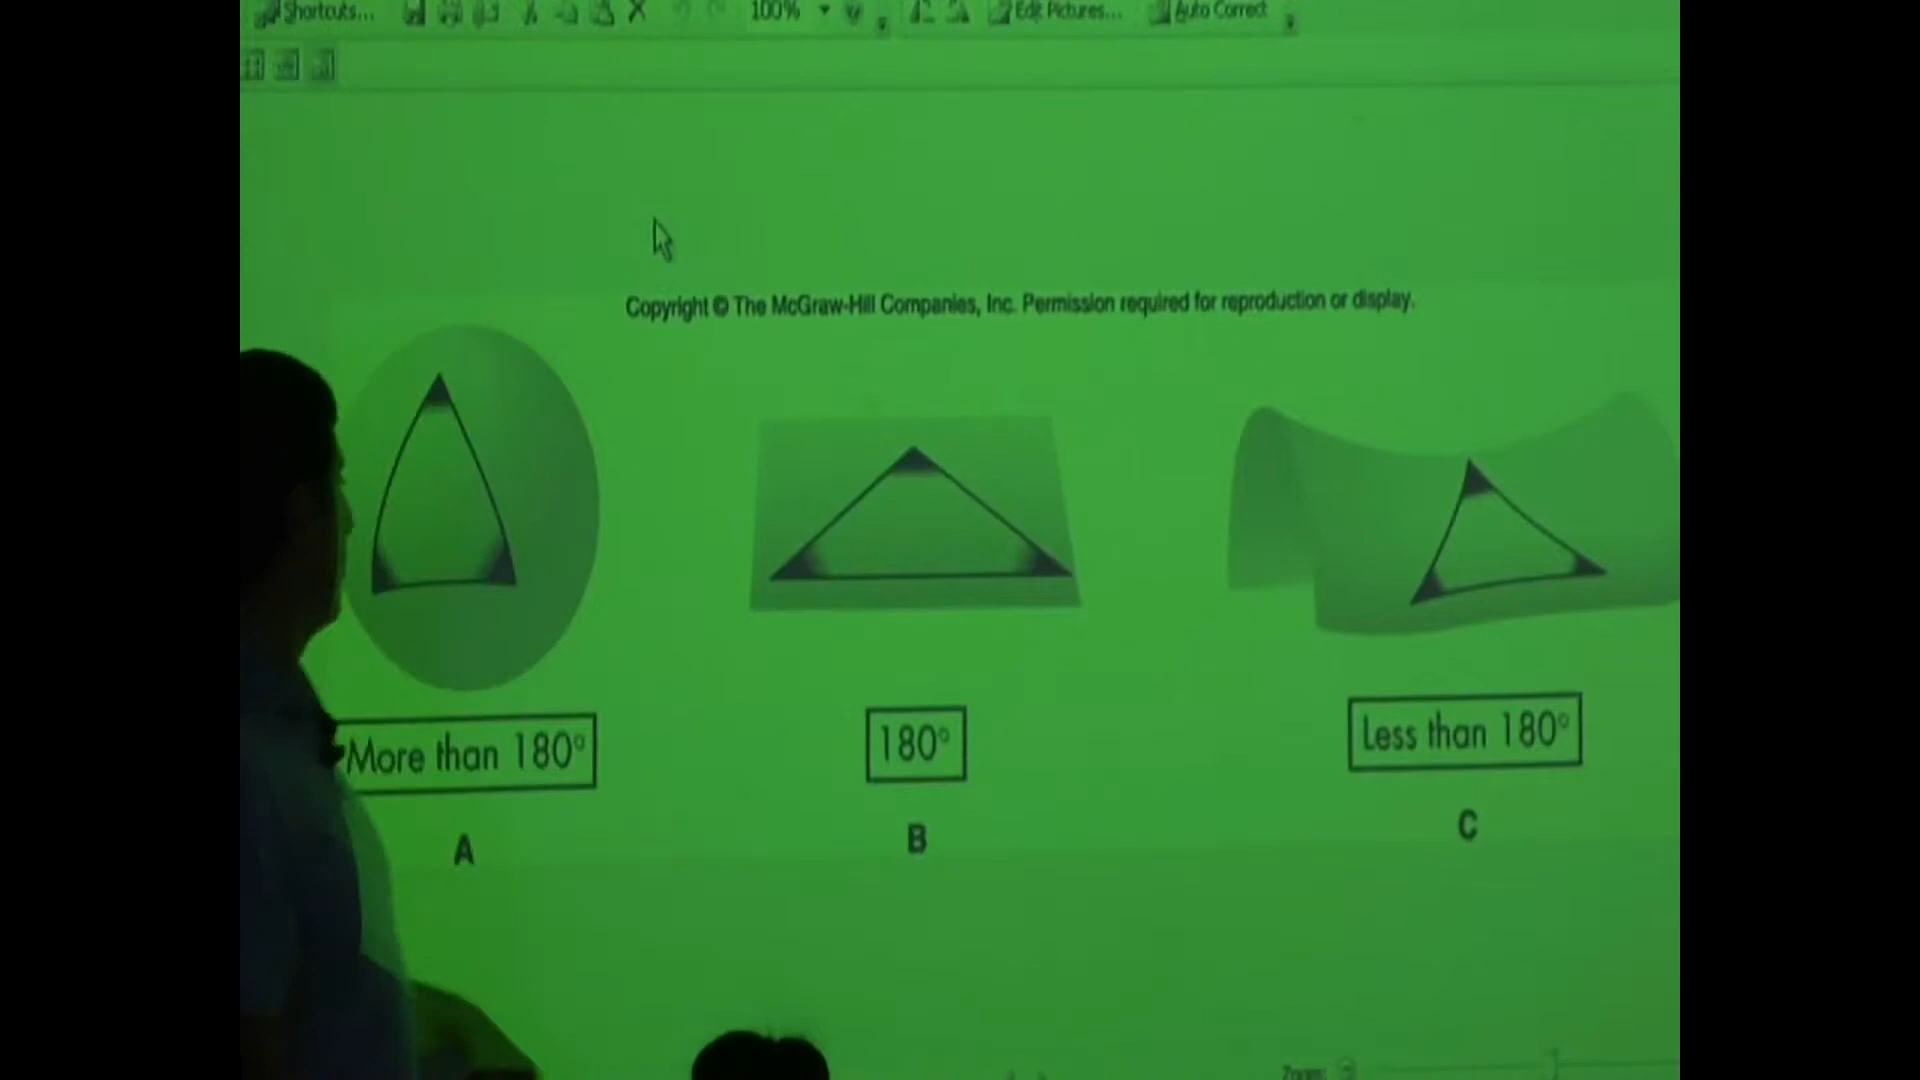 Shortcuts...
100%
Edit Pictures...
Auto Correct
Copyright © The McGraw-Hill Companies, Inc. Permission required for reproduction or display.
More than 180°
180°
Less than 180°
A
B
C
Zoom: